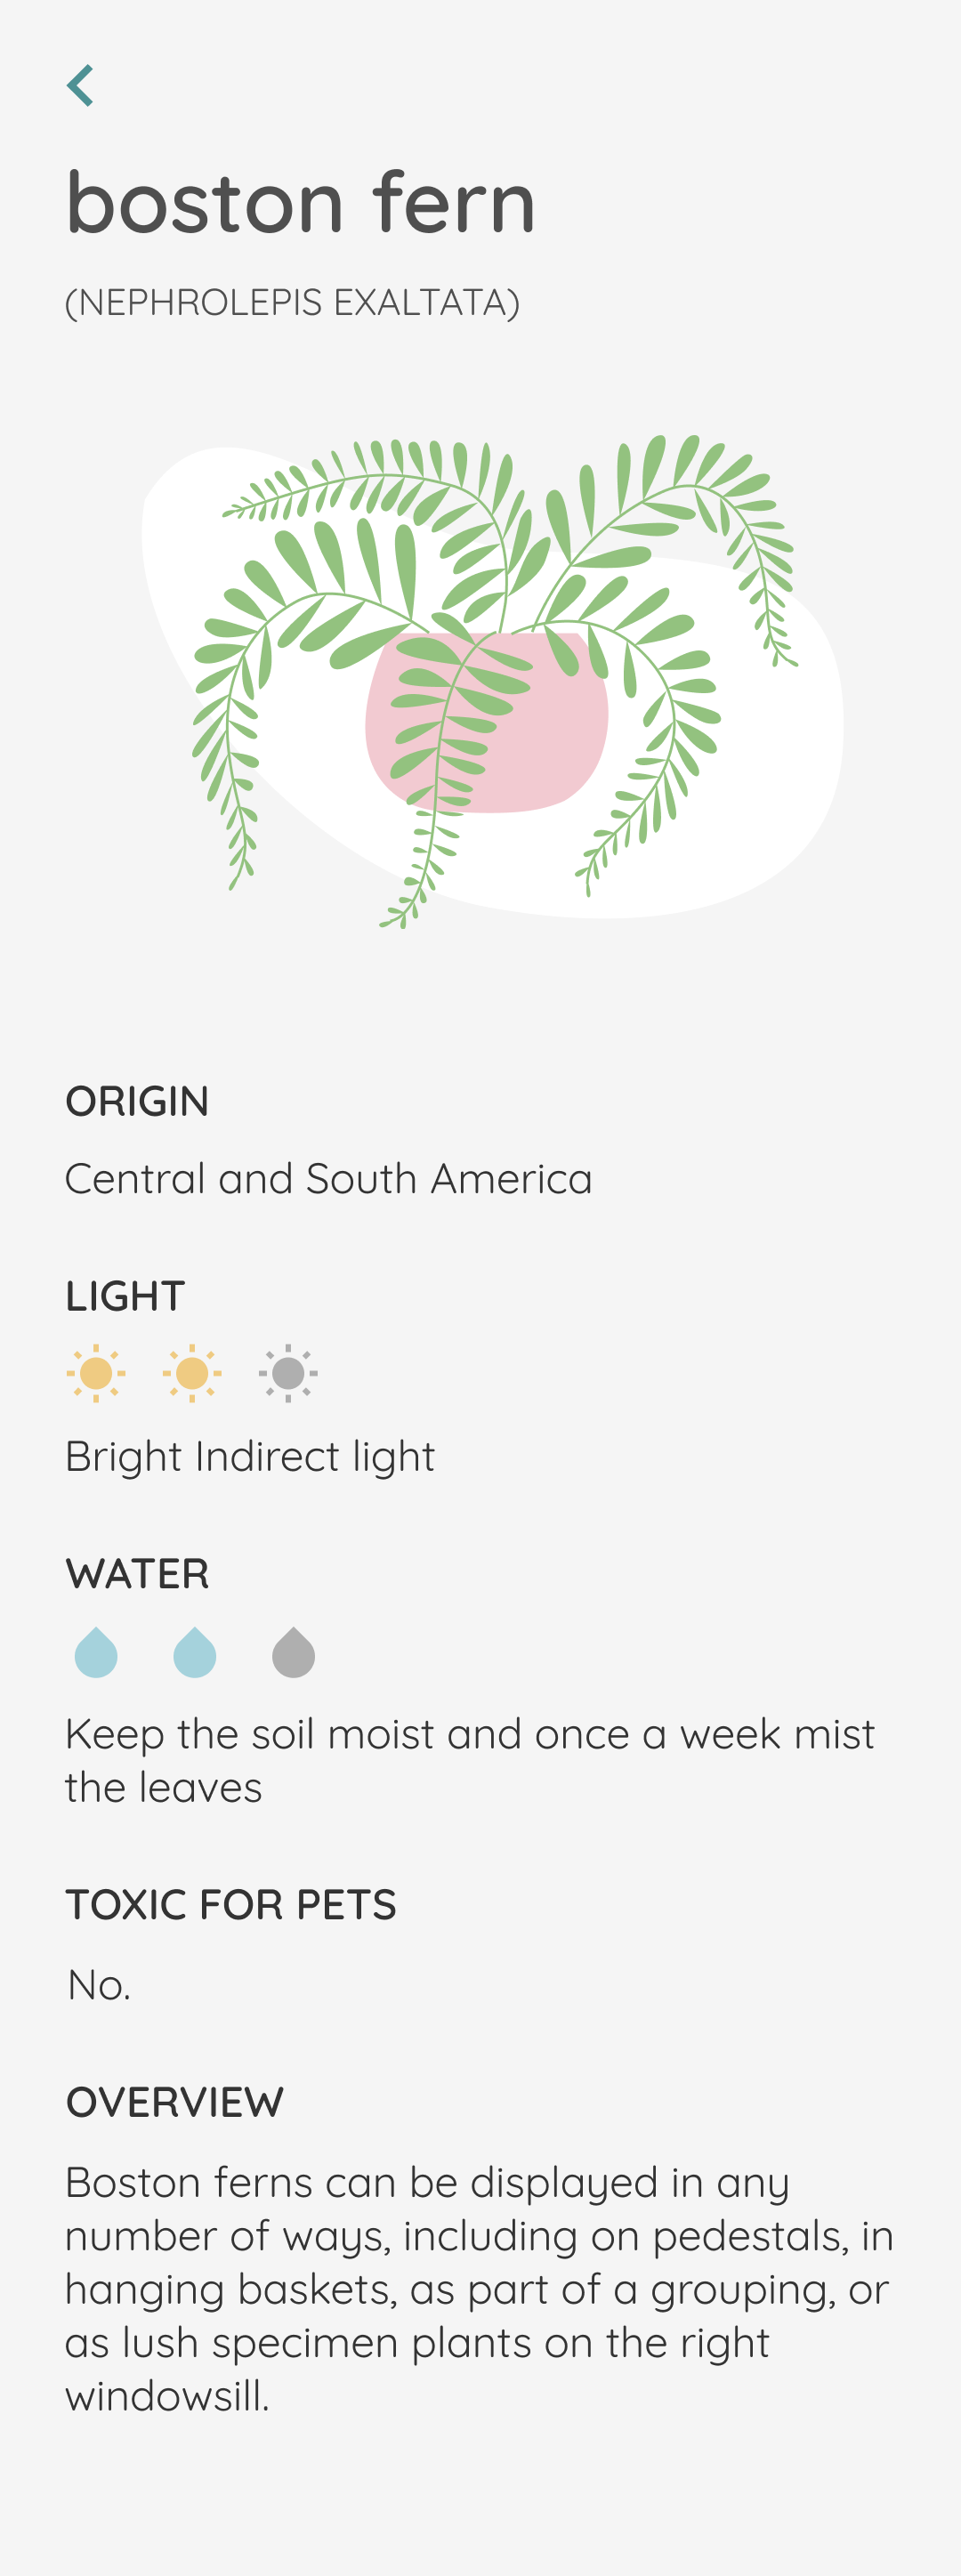 boston fern
(NEPHROLEPIS EXALTATA)
ORIGIN
Central and South America
LIGHT
Bright Indirect light
WATER
Keep the soil moist and once a week mist
the leaves
TOXIC FOR PETS
No.
OVERVIEW
Boston ferns can be displayed in any
number of ways, including on pedestals, in
hanging baskets, as part of a grouping, or
as lush specimen plants on the right
windowsill.